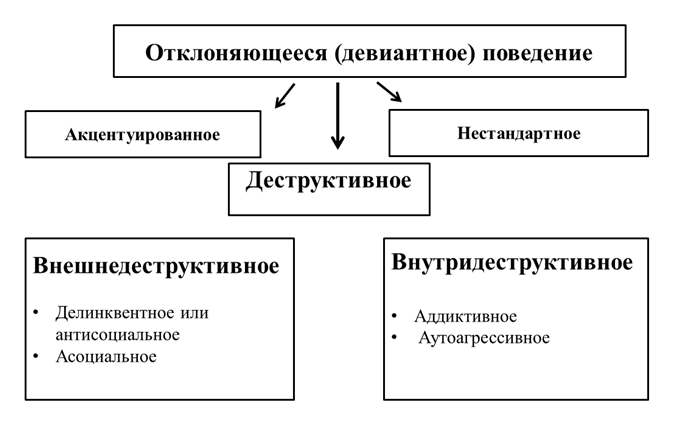 Отклоняющееся (девиантное) поведение
Акцентуированное
Нестандартное
Деструктивное
Внешнедеструктивное
• Делинквентное или
антисоциальное
• Асоциальное
Внутридеструктивное
• Аддиктивное
• Аутоагрессивное